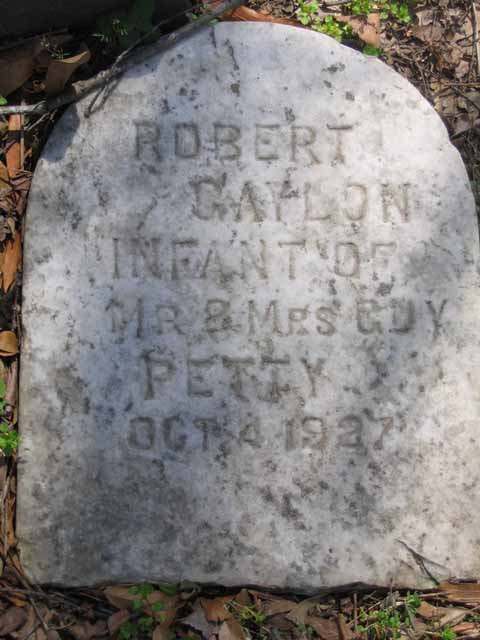 ROBERT
GAYLON
INFANT OF
MR & MRS GUY
PETTY
OCT 4 1927